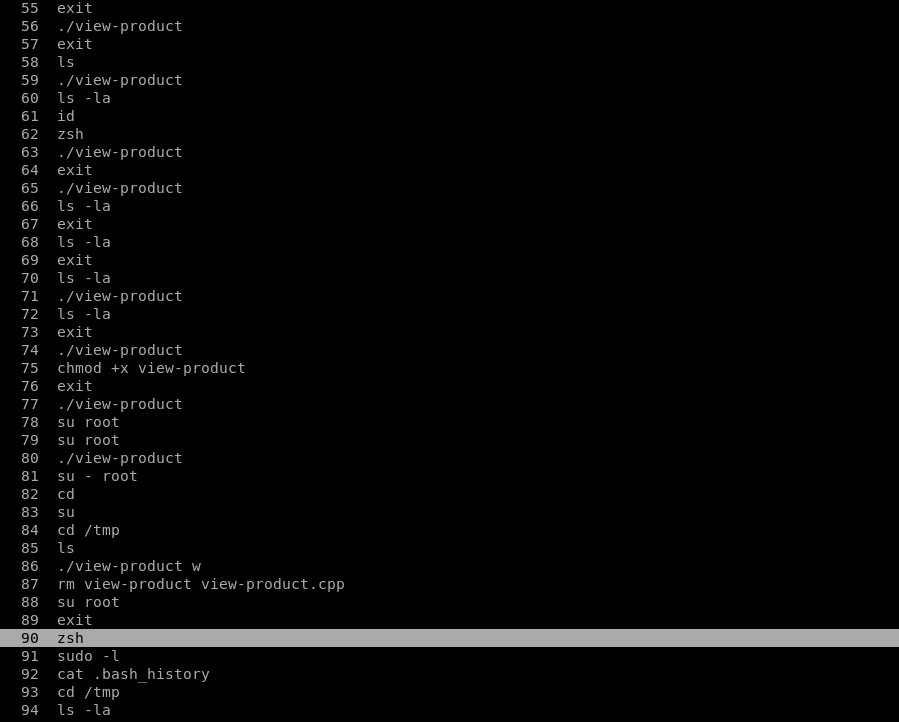 55 exit
56 ./view-product
57 exit
58 ls
59 ./view-product
60 ls -la
61 id
62 zsh
63 ./view-product
64 exit
65 ./view-product
66 ls -la
67 exit
68 ls -la
69 exit
70 ls -la
71 ./view-product
72 ls -la
73 exit
74 ./view-product
75 chmod +x view-product
76 exit
77 ./view-product
78 su root
79 su root
80 ./view-product
81 su - root
82 cd
83 su
84 cd /tmp
85 ls
86 ./view-product w
87 rm view-product view-product.cpp
88 su root
89 exit
90 zsh
91 sudo -l
92 cat .bash_history
93 cd /tmp
94 ls -la